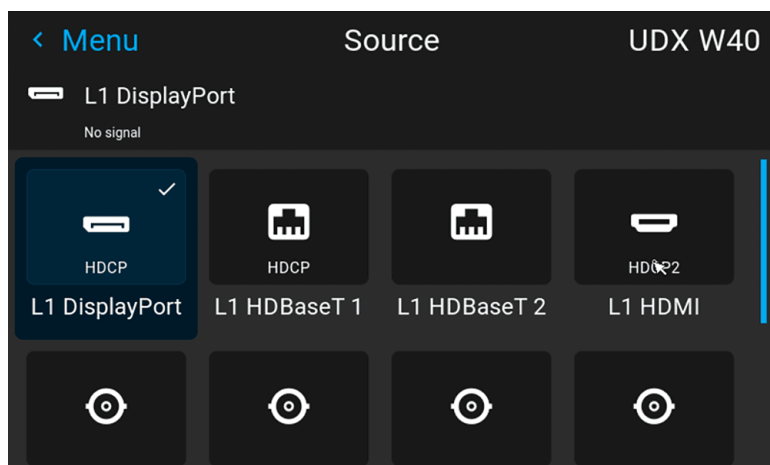 Menu
Source
UDX W40
L1 DisplayPort
No signal
HDCP
HDCP
HDCP2
L1 DisplayPort
L1 HDBaseT 1
L1 HDBaseT 2
L1 HDMI